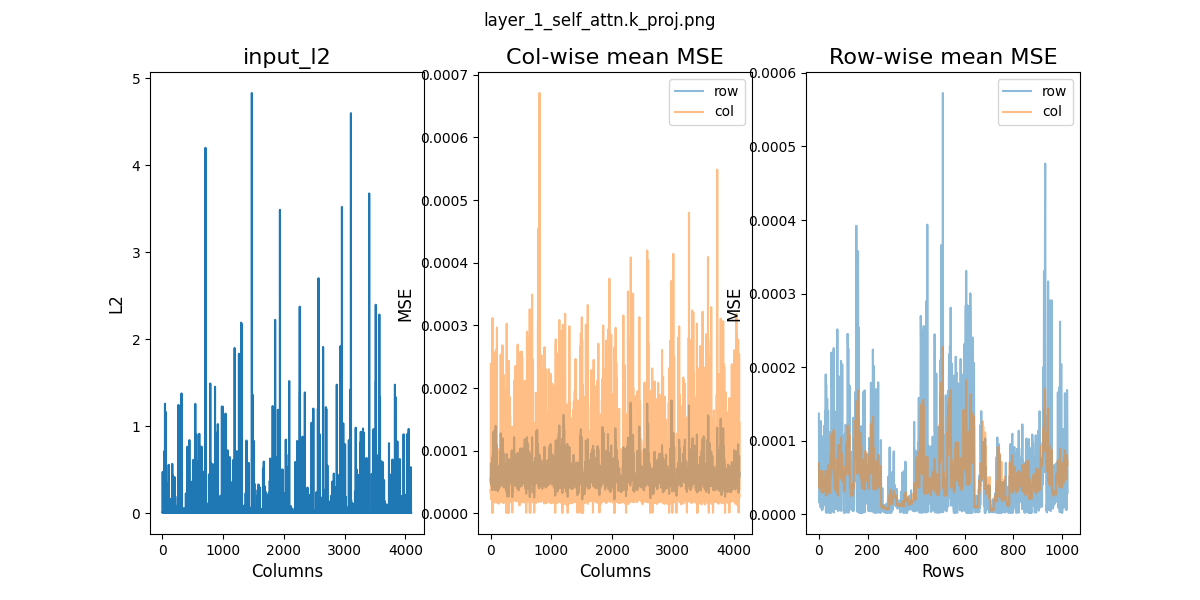 layer_1_self_attn.k_proj.png
input_l2
5
4
3
2
1
0
L2
0 1000 2000 3000 4000
Columns
Col-wise mean MSE
row
col
0.0007
0.0006
0.0005
0.0004
0.0003
0.0002
0.0001
0.0000
MSE
0 1000 2000 3000 4000
Columns
Row-wise mean MSE
row
col
0.0006
0.0005
0.0004
0.0003
0.0002
0.0001
0.0000
MSE
0 200 400 600 800 1000
Rows